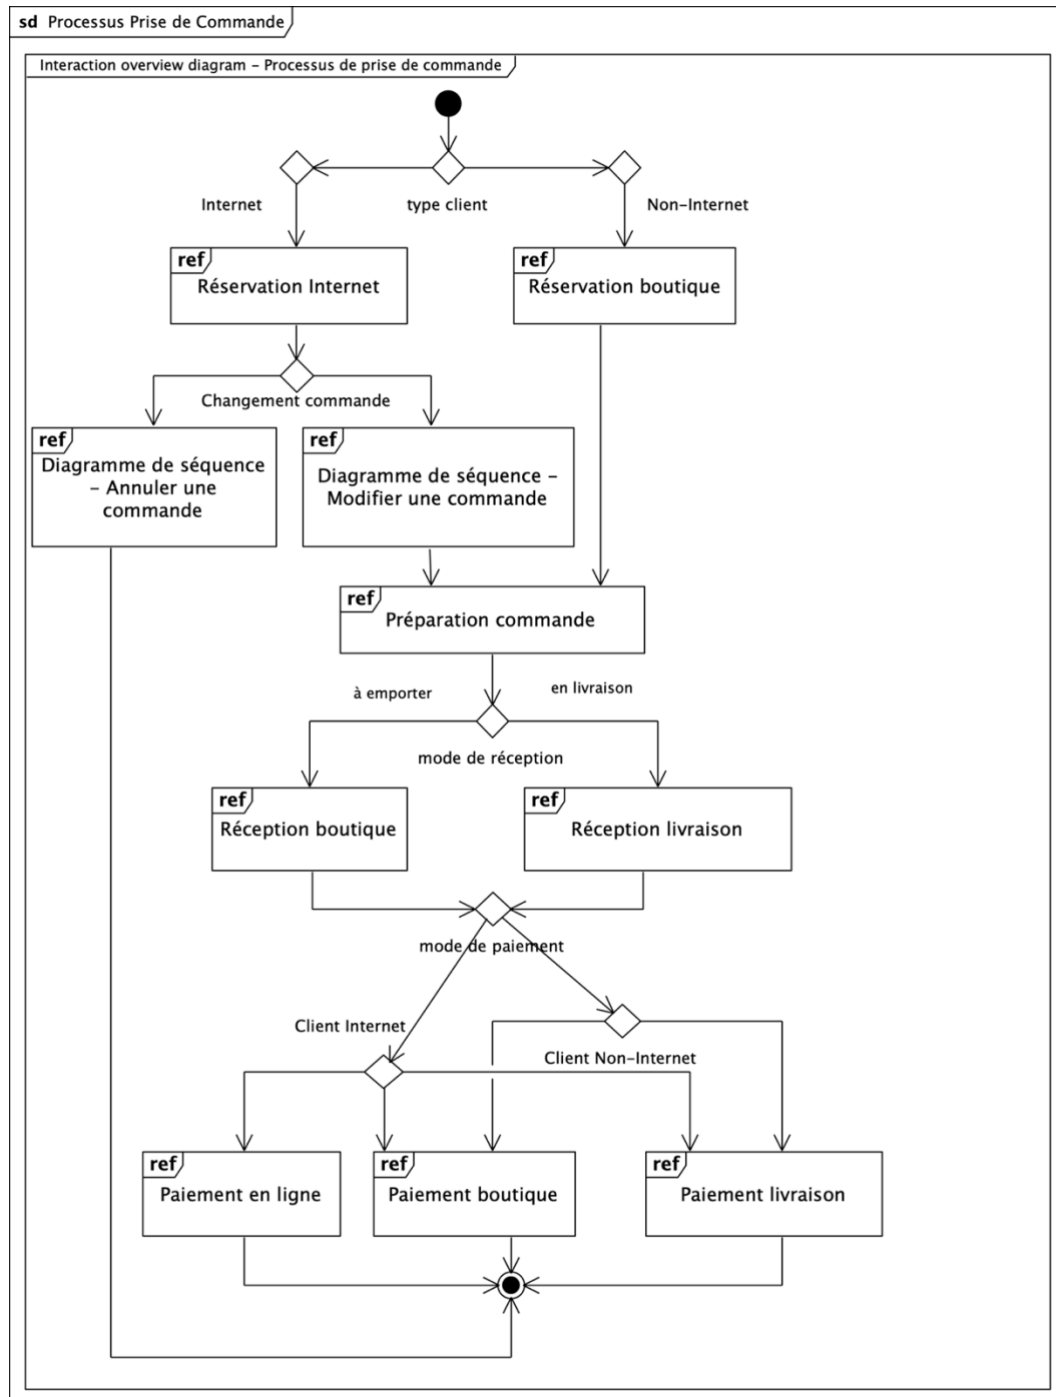 sd Processus Prise de Commande
Interaction overview diagram – Processus de prise de commande
Internet
type client
Non-Internet
ref
Réservation Internet
ref
Réservation boutique
Changement commande
ref
Diagramme de séquence
– Annuler une
commande
ref
Diagramme de séquence –
Modifier une commande
ref
Préparation commande
à emporter
en livraison
mode de réception
ref
Réception boutique
ref
Réception livraison
mode de paiement
Client Internet
Client Non-Internet
ref
Paiement en ligne
ref
Paiement boutique
ref
Paiement livraison